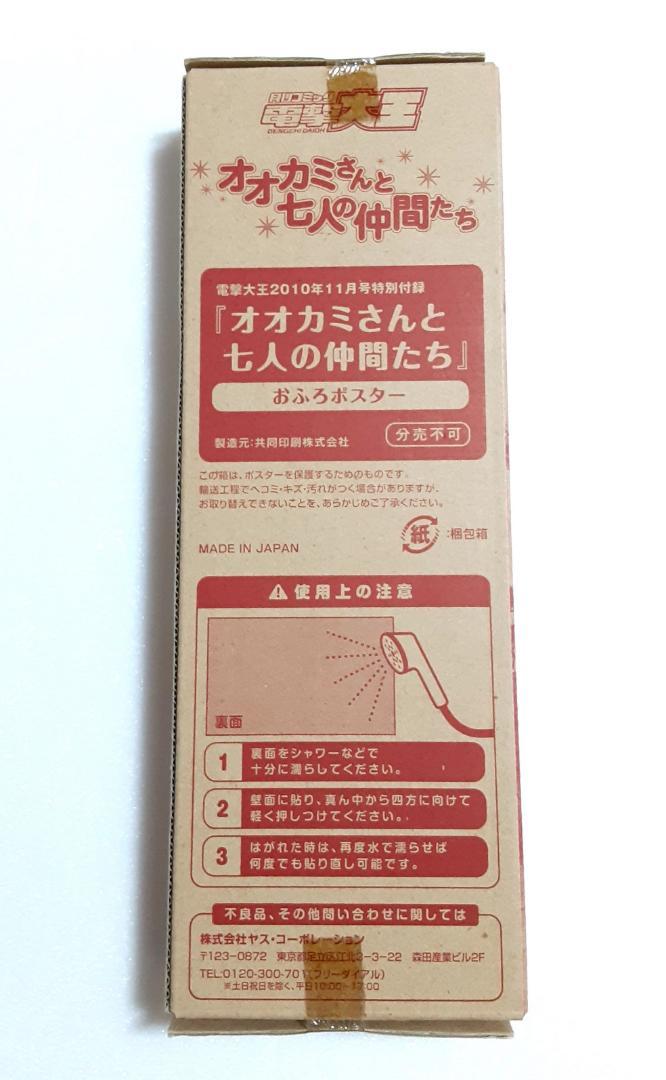 月刊コミック
電撃大王
DENGEKI DAIOH
オオカミさんと
七人の仲間たち
電撃大王2010年11月号特別付録
『オオカミさんと
七人の仲間たち』
おふろポスター
製造元:共同印刷株式会社
分売不可
この箱は、ポスターを保護するためのものです。
輸送工程でヘコミ・キズ・汚れがつく場合がありますが、
お取り替えできないことを、あらかじめご了承ください。
MADE IN JAPAN
紙:梱包箱
使用上の注意
裏面
1 裏面をシャワーなどで
十分に濡らしてください。
2 壁面に貼り、真ん中から四方に向けて
軽く押しつけてください。
3 はがれた時は、再度水で濡らせば
何度でも貼り直し可能です。
不良品、その他問い合わせに関しては
株式会社ヤス・コーポレーション
〒123-0872 東京都足立区江北3-3-22 森田産業ビル2F
TEL:0120-300-701(フリーダイアル)
※土日祝日を除く、平日10:00~17:00